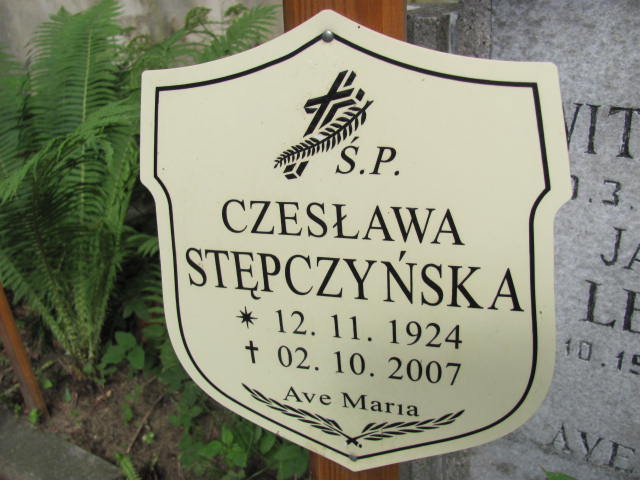 Ś.P.
CZESŁAWA
STĘPCZYŃSKA
* 12. 11. 1924
✝ 02. 10. 2007
Ave Maria